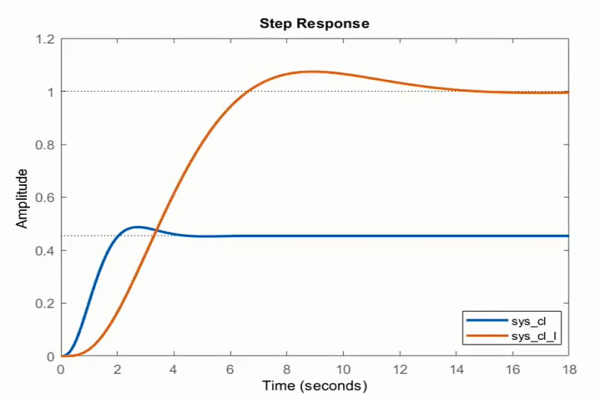 Step Response
1.2
1
0.8
0.6
0.4
0.2
0
Amplitude
sys_cl
sys_cl_I
0 2 4 6 8 10 12 14 16 18
Time (seconds)